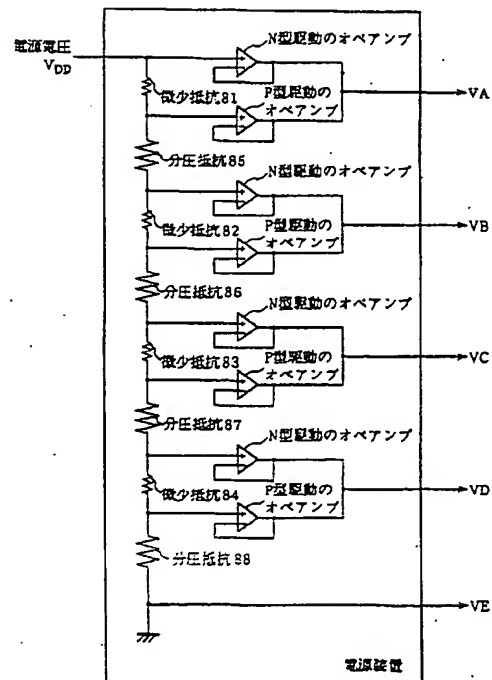 N型駆動のオペアンプ
電源電圧
VDD
微少抵抗81
P型駆動の
オペアンプ
VA
分圧抵抗85
N型駆動のオペアンプ
微少抵抗82
P型駆動の
オペアンプ
VB
分圧抵抗86
N型駆動のオペアンプ
微少抵抗83
P型駆動の
オペアンプ
VC
分圧抵抗87
N型駆動のオペアンプ
微少抵抗84
P型駆動の
オペアンプ
VD
分圧抵抗88
VE
電源装置